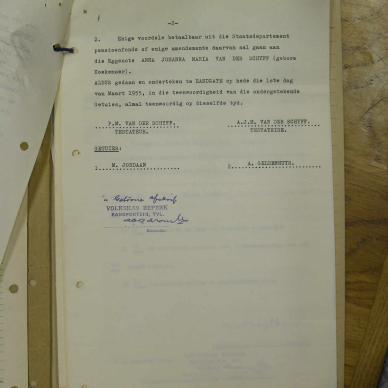 -2-
2. Enige voordele betaalbaar uit die Staatsdepartement
pensioenfonds of enige amendemente daarvan sal gaan aan
die Eggenote ANNA JOHANNA MARIA VAN DER SCHYFF (gebore
Koekemoer).
ALDUS gedaan en onderteken te RANDGATE op hede die 10te dag
van Maart 1955, in die teenwoordigheid van die ondergetekende
Getuies, almal teenwoordig op dieselfde tyd.
P.M. VAN DER SCHYFF. A.J.M. VAN DER SCHYFF.
TESTATEUR. TESTATRISE.
GETUIES:
1. M. JORDAAN 2. A. GELDENHUYS.
'n Getroue afskrif
VOLKSKAS BEPERK
RANDFONTEIN, TVL.